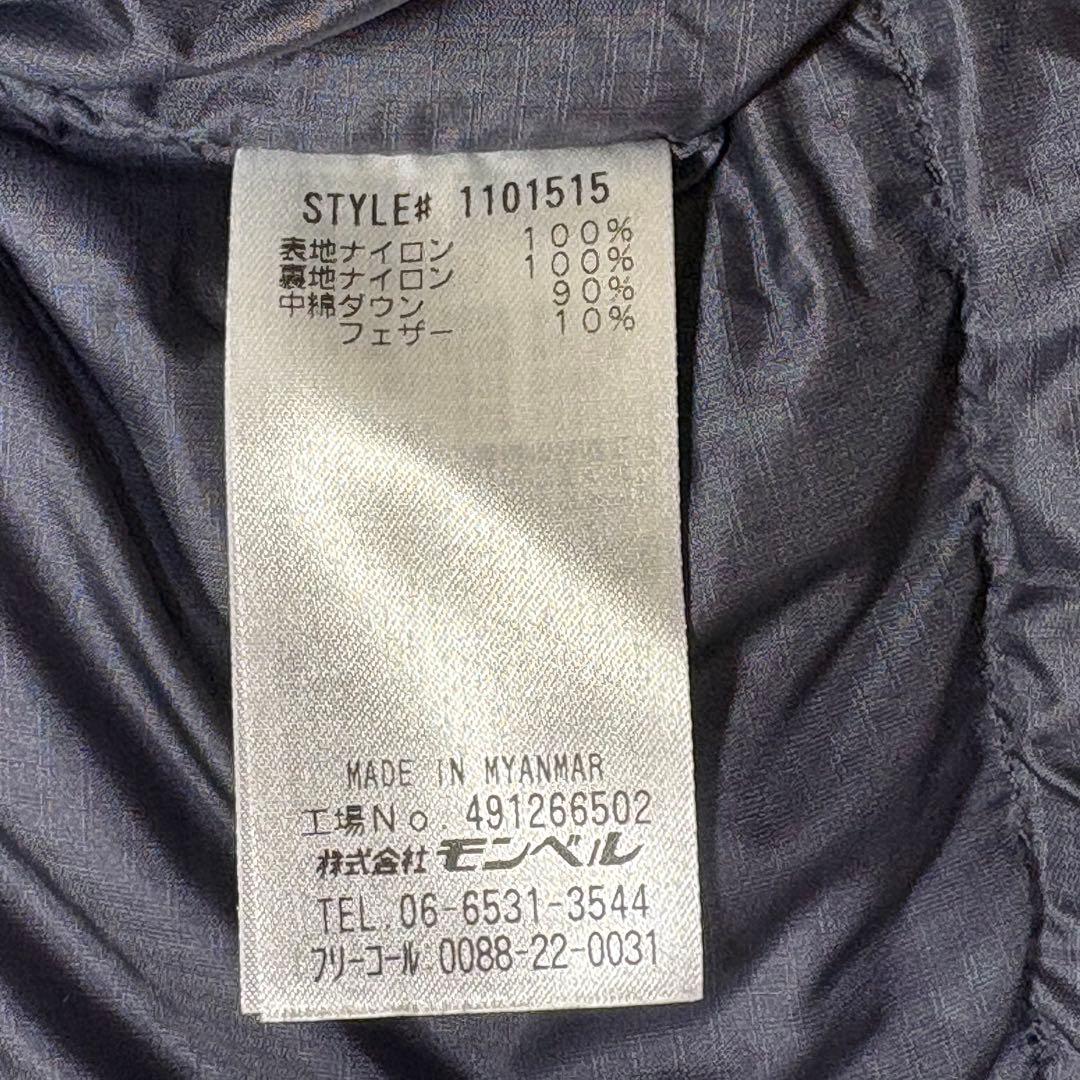 STYLE# 1101515
表地ナイロン 100%
裏地ナイロン 100%
中綿ダウン 90%
フェザー 10%
MADE IN MYANMAR
工場No. 491266502
株式会社モンベル
TEL. 06-6531-3544
フリーコール 0088-22-0031